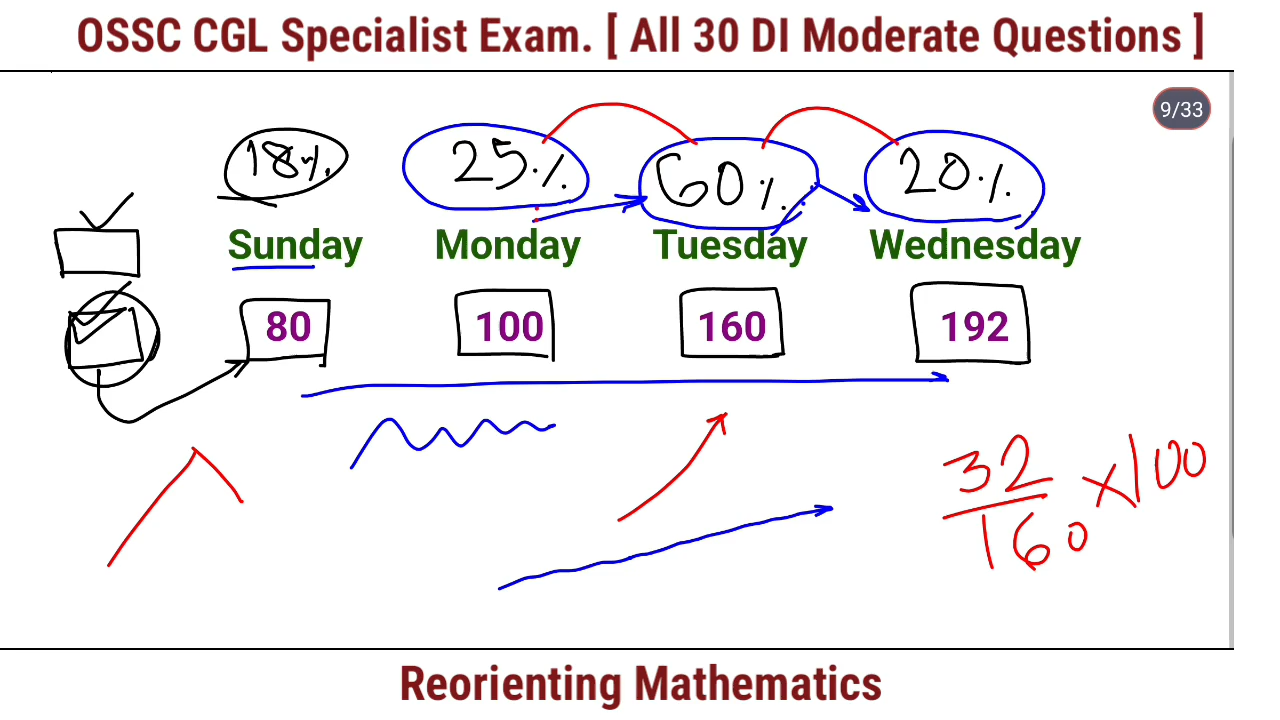 OSSC CGL Specialist Exam. [ All 30 DI Moderate Questions ]
9/33
18%. 25% 60% 20%
Sunday Monday Tuesday Wednesday
80 100 160 192
32
160 ×100
Reorienting Mathematics